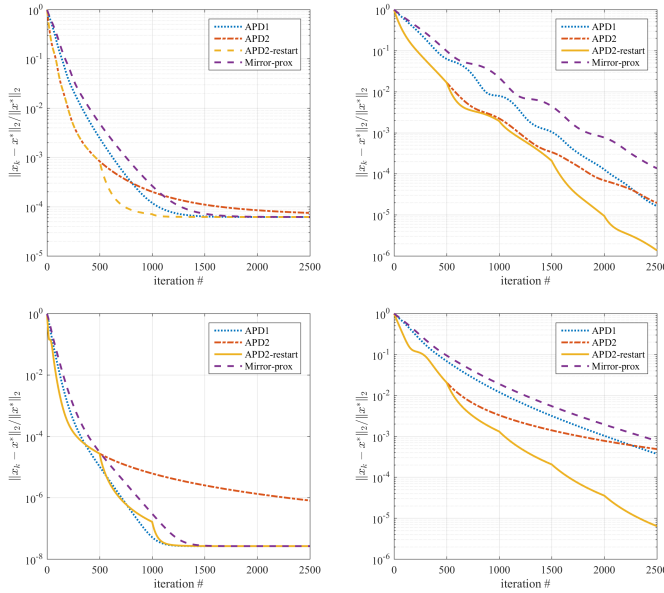 10^0
10^-1
10^-2
10^-3
10^-4
10^-5
‖x_k − x*‖_2/‖x*‖_2
0 500 1000 1500 2000 2500
iteration #
APD1
APD2
APD2-restart
Mirror-prox
10^0
10^-1
10^-2
10^-3
10^-4
10^-5
10^-6
‖x_k − x*‖_2/‖x*‖_2
0 500 1000 1500 2000 2500
iteration #
APD1
APD2
APD2-restart
Mirror-prox
10^0
10^-2
10^-4
10^-6
10^-8
‖x_k − x*‖_2/‖x*‖_2
0 500 1000 1500 2000 2500
iteration #
APD1
APD2
APD2-restart
Mirror-prox
10^0
10^-1
10^-2
10^-3
10^-4
10^-5
10^-6
‖x_k − x*‖_2/‖x*‖_2
0 500 1000 1500 2000 2500
iteration #
APD1
APD2
APD2-restart
Mirror-prox